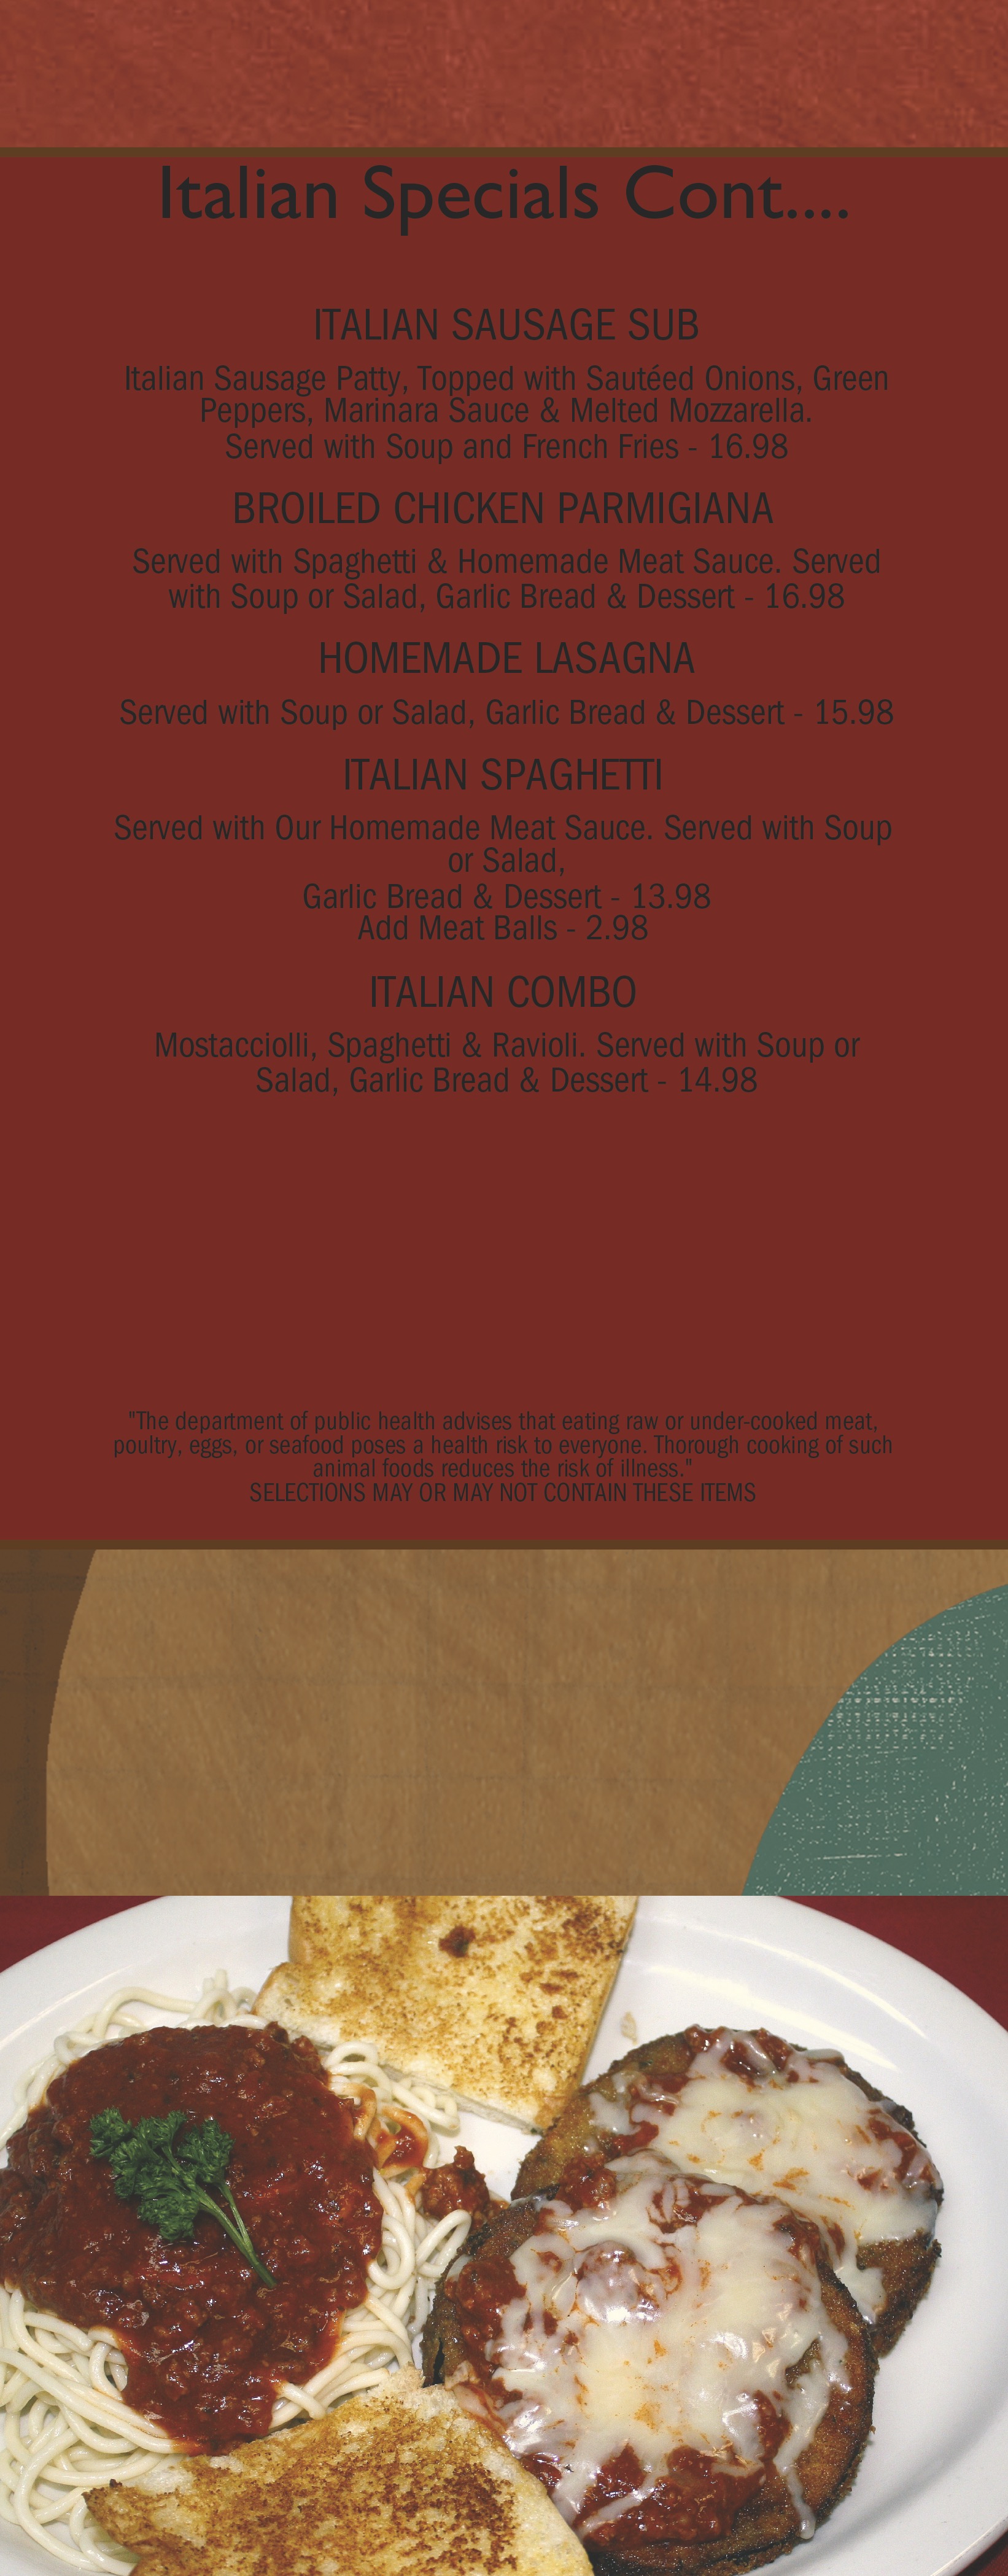 Italian Specials Cont....
ITALIAN SAUSAGE SUB
Italian Sausage Patty, Topped with Sautéed Onions, Green
Peppers, Marinara Sauce & Melted Mozzarella.
Served with Soup and French Fries - 16.98
BROILED CHICKEN PARMIGIANA
Served with Spaghetti & Homemade Meat Sauce. Served
with Soup or Salad, Garlic Bread & Dessert - 16.98
HOMEMADE LASAGNA
Served with Soup or Salad, Garlic Bread & Dessert - 15.98
ITALIAN SPAGHETTI
Served with Our Homemade Meat Sauce. Served with Soup
or Salad,
Garlic Bread & Dessert - 13.98
Add Meat Balls - 2.98
ITALIAN COMBO
Mostacciolli, Spaghetti & Ravioli. Served with Soup or
Salad, Garlic Bread & Dessert - 14.98
"The department of public health advises that eating raw or under-cooked meat,
poultry, eggs, or seafood poses a health risk to everyone. Thorough cooking of such
animal foods reduces the risk of illness."
SELECTIONS MAY OR MAY NOT CONTAIN THESE ITEMS